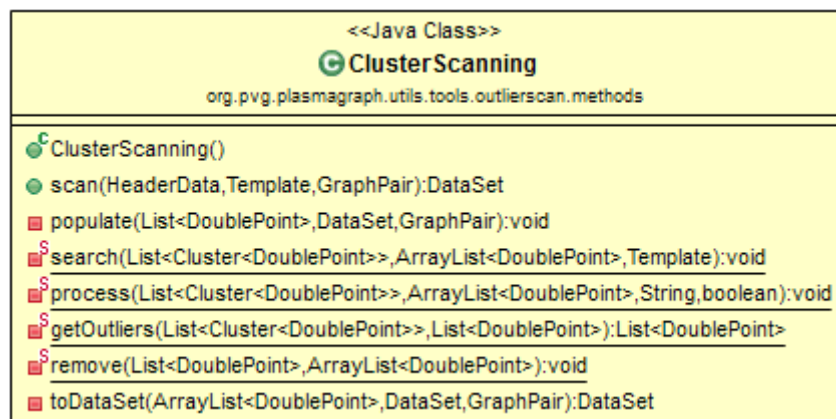 <<Java Class>>
C ClusterScanning
org.pvg.plasmagraph.utils.tools.outlierscan.methods
C ClusterScanning()
scan(HeaderData,Template,GraphPair):DataSet
populate(List<DoublePoint>,DataSet,GraphPair):void
S search(List<Cluster<DoublePoint>>,ArrayList<DoublePoint>,Template):void
S process(List<Cluster<DoublePoint>>,ArrayList<DoublePoint>,String,boolean):void
S getOutliers(List<Cluster<DoublePoint>>,List<DoublePoint>):List<DoublePoint>
S remove(List<DoublePoint>,ArrayList<DoublePoint>):void
toDataSet(ArrayList<DoublePoint>,DataSet,GraphPair):DataSet